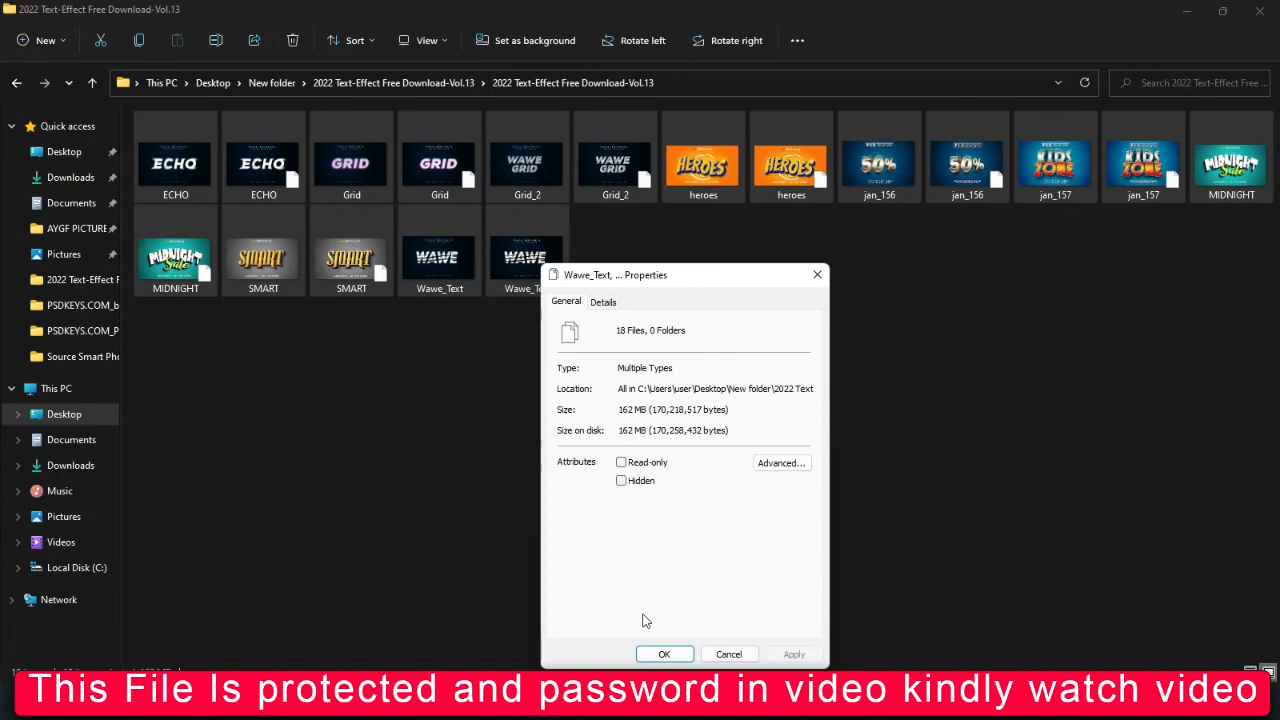 2022 Text-Effect Free Download-Vol.13
New
Sort
View
Set as background
Rotate left
Rotate right
This PC > Desktop > New folder > 2022 Text-Effect Free Download-Vol.13 > 2022 Text-Effect Free Download-Vol.13
Search 2022 Text-Effect Free ...
Quick access
Desktop
Downloads
Documents
AYGF PICTURE
Pictures
2022 Text-Effect F
PSDKEYS.COM_b
PSDKEYS.COM_P
Source Smart Pho
This PC
Desktop
Documents
Downloads
Music
Pictures
Videos
Local Disk (C:)
Network
ECHO ECHO GRID GRID WAWE GRID WAWE GRID HEROES HEROES 50% 50% KIDS ZONE KIDS ZONE MIDNIGHT Sale
ECHO ECHO Grid Grid Grid_2 Grid_2 heroes heroes jan_156 jan_156 jan_157 jan_157 MIDNIGHT
MIDNIGHT Sale SMART SMART WAWE WAWE
MIDNIGHT SMART SMART Wawe_Text Wawe_Te
Wawe_Text, ... Properties
General Details
18 Files, 0 Folders
Type: Multiple Types
Location: All in C:\Users\user\Desktop\New folder\2022 Text
Size: 162 MB (170,218,517 bytes)
Size on disk: 162 MB (170,258,432 bytes)
Attributes Read-only Advanced...
Hidden
OK Cancel Apply
This File Is protected and password in video kindly watch video